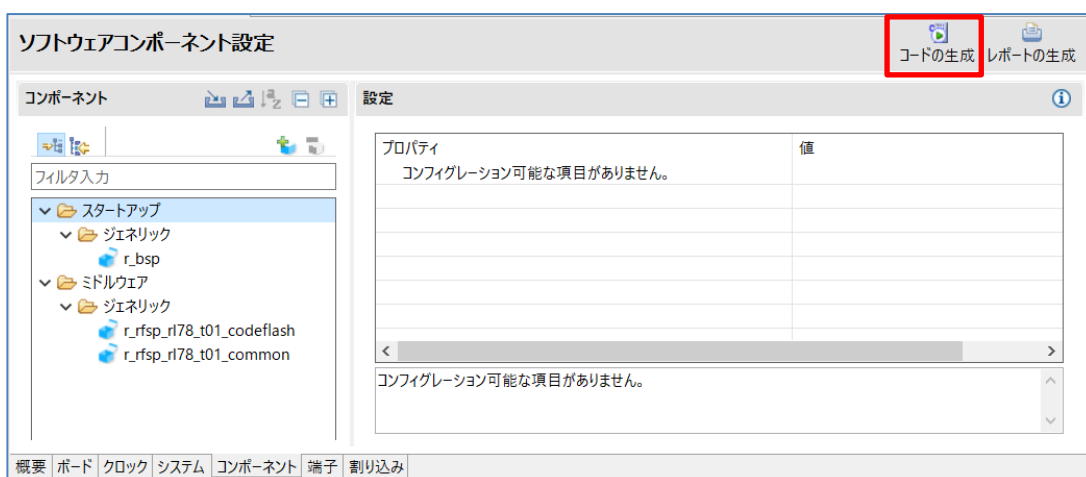 ソフトウェアコンポーネント設定
コードの生成 レポートの生成
コンポーネント
設定
プロパティ 値
コンフィグレーション可能な項目がありません。
フィルタ入力
スタートアップ
ジェネリック
r_bsp
ミドルウェア
ジェネリック
r_rfsp_rl78_t01_codeflash
r_rfsp_rl78_t01_common
コンフィグレーション可能な項目がありません。
概要 ボード クロック システム コンポーネント 端子 割り込み